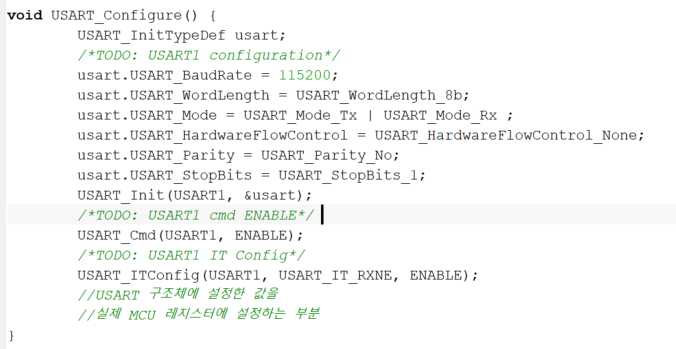 void USART_Configure() {
USART_InitTypeDef usart;
/*TODO: USART1 configuration*/
usart.USART_BaudRate = 115200;
usart.USART_WordLength = USART_WordLength_8b;
usart.USART_Mode = USART_Mode_Tx | USART_Mode_Rx ;
usart.USART_HardwareFlowControl = USART_HardwareFlowControl_None;
usart.USART_Parity = USART_Parity_No;
usart.USART_StopBits = USART_StopBits_1;
USART_Init(USART1, &usart);
/*TODO: USART1 cmd ENABLE*/
USART_Cmd(USART1, ENABLE);
/*TODO: USART1 IT Config*/
USART_ITConfig(USART1, USART_IT_RXNE, ENABLE);
//USART 구조체에 설정한 값을
//실제 MCU 레지스터에 설정하는 부분
}